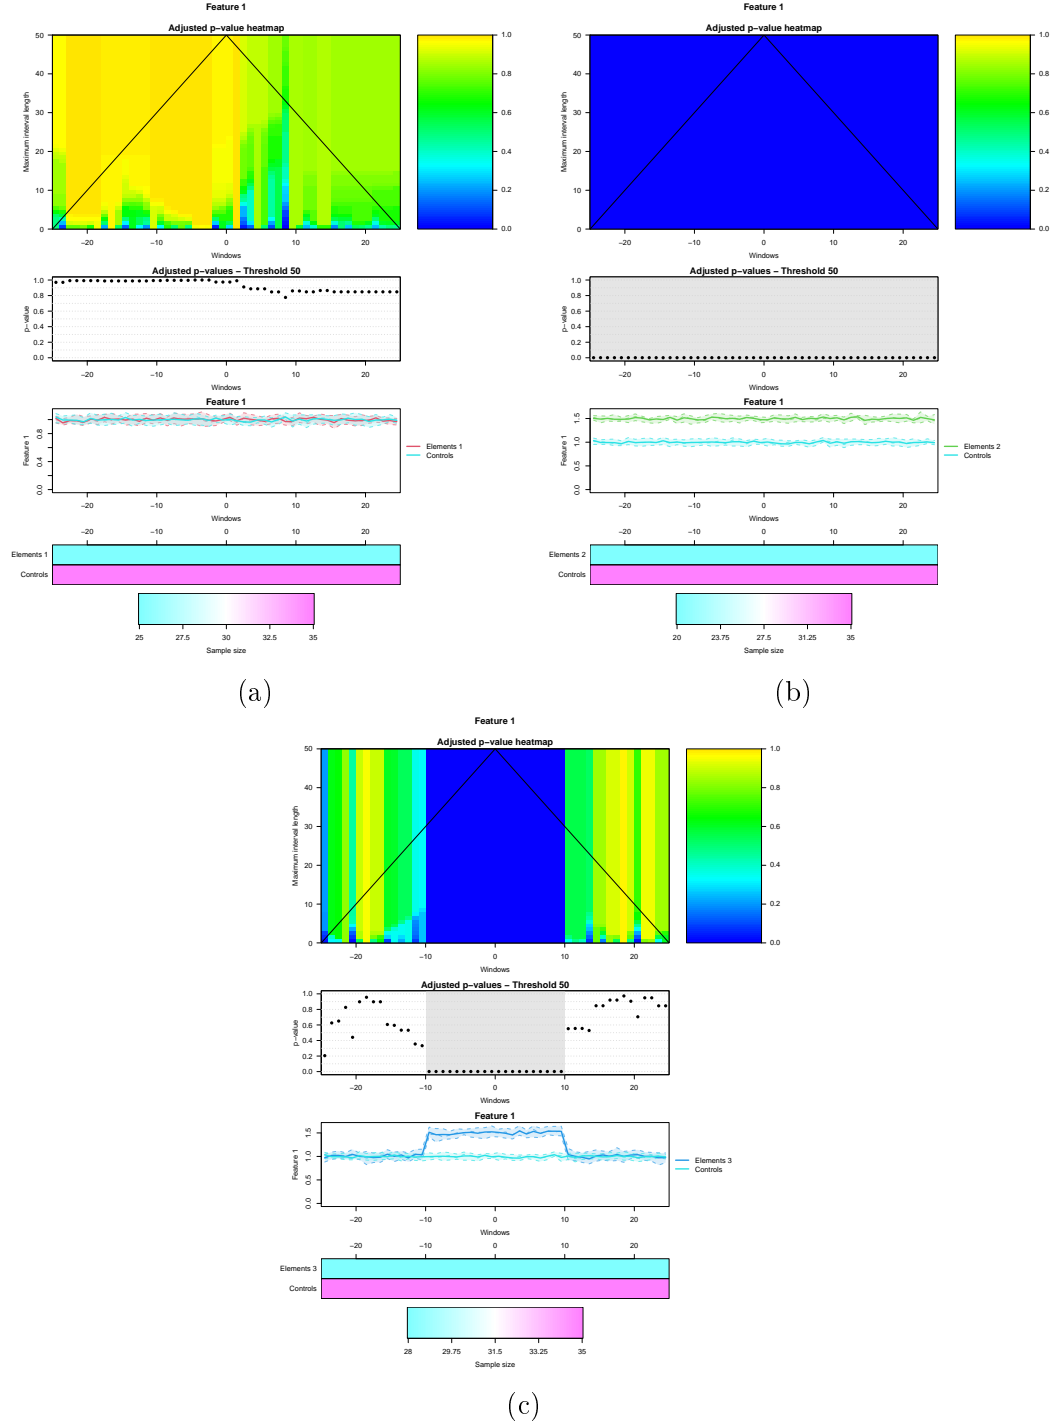 Feature 1
Adjusted p−value heatmap
Maximum interval length
50
40
30
20
10
0
−20 −10 0 10 20
Windows
1.0
0.8
0.6
0.4
0.2
0.0
Adjusted p−values − Threshold 50
p−value
1.0
0.8
0.6
0.4
0.2
0.0
−20 −10 0 10 20
Windows
Feature 1
Feature 1
0.8
0.4
0.0
Elements 1
Controls
−20 −10 0 10 20
Windows
−20 −10 0 10 20
Elements 1
Controls
25 27.5 30 32.5 35
Sample size
(a)
Feature 1
Adjusted p−value heatmap
Maximum interval length
50
40
30
20
10
0
−20 −10 0 10 20
Windows
1.0
0.8
0.6
0.4
0.2
0.0
Adjusted p−values − Threshold 50
p−value
1.0
0.8
0.6
0.4
0.2
0.0
−20 −10 0 10 20
Windows
Feature 1
Feature 1
1.5
1.0
0.5
0.0
Elements 2
Controls
−20 −10 0 10 20
Windows
−20 −10 0 10 20
Elements 2
Controls
20 23.75 27.5 31.25 35
Sample size
(b)
Feature 1
Adjusted p−value heatmap
Maximum interval length
50
40
30
20
10
0
−20 −10 0 10 20
Windows
1.0
0.8
0.6
0.4
0.2
0.0
Adjusted p−values − Threshold 50
p−value
1.0
0.8
0.6
0.4
0.2
0.0
−20 −10 0 10 20
Windows
Feature 1
Feature 1
1.5
1.0
0.5
0.0
Elements 3
Controls
−20 −10 0 10 20
Windows
−20 −10 0 10 20
Elements 3
Controls
28 29.75 31.5 33.25 35
Sample size
(c)